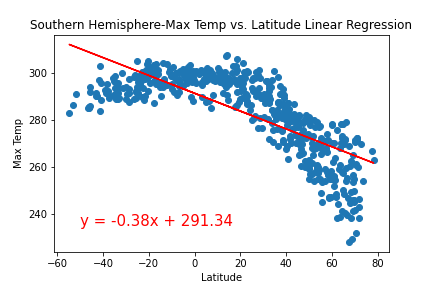 Southern Hemisphere-Max Temp vs. Latitude Linear Regression
Max Temp
300
280
260
240
y = -0.38x + 291.34
−60 −40 −20 0 20 40 60 80
Latitude